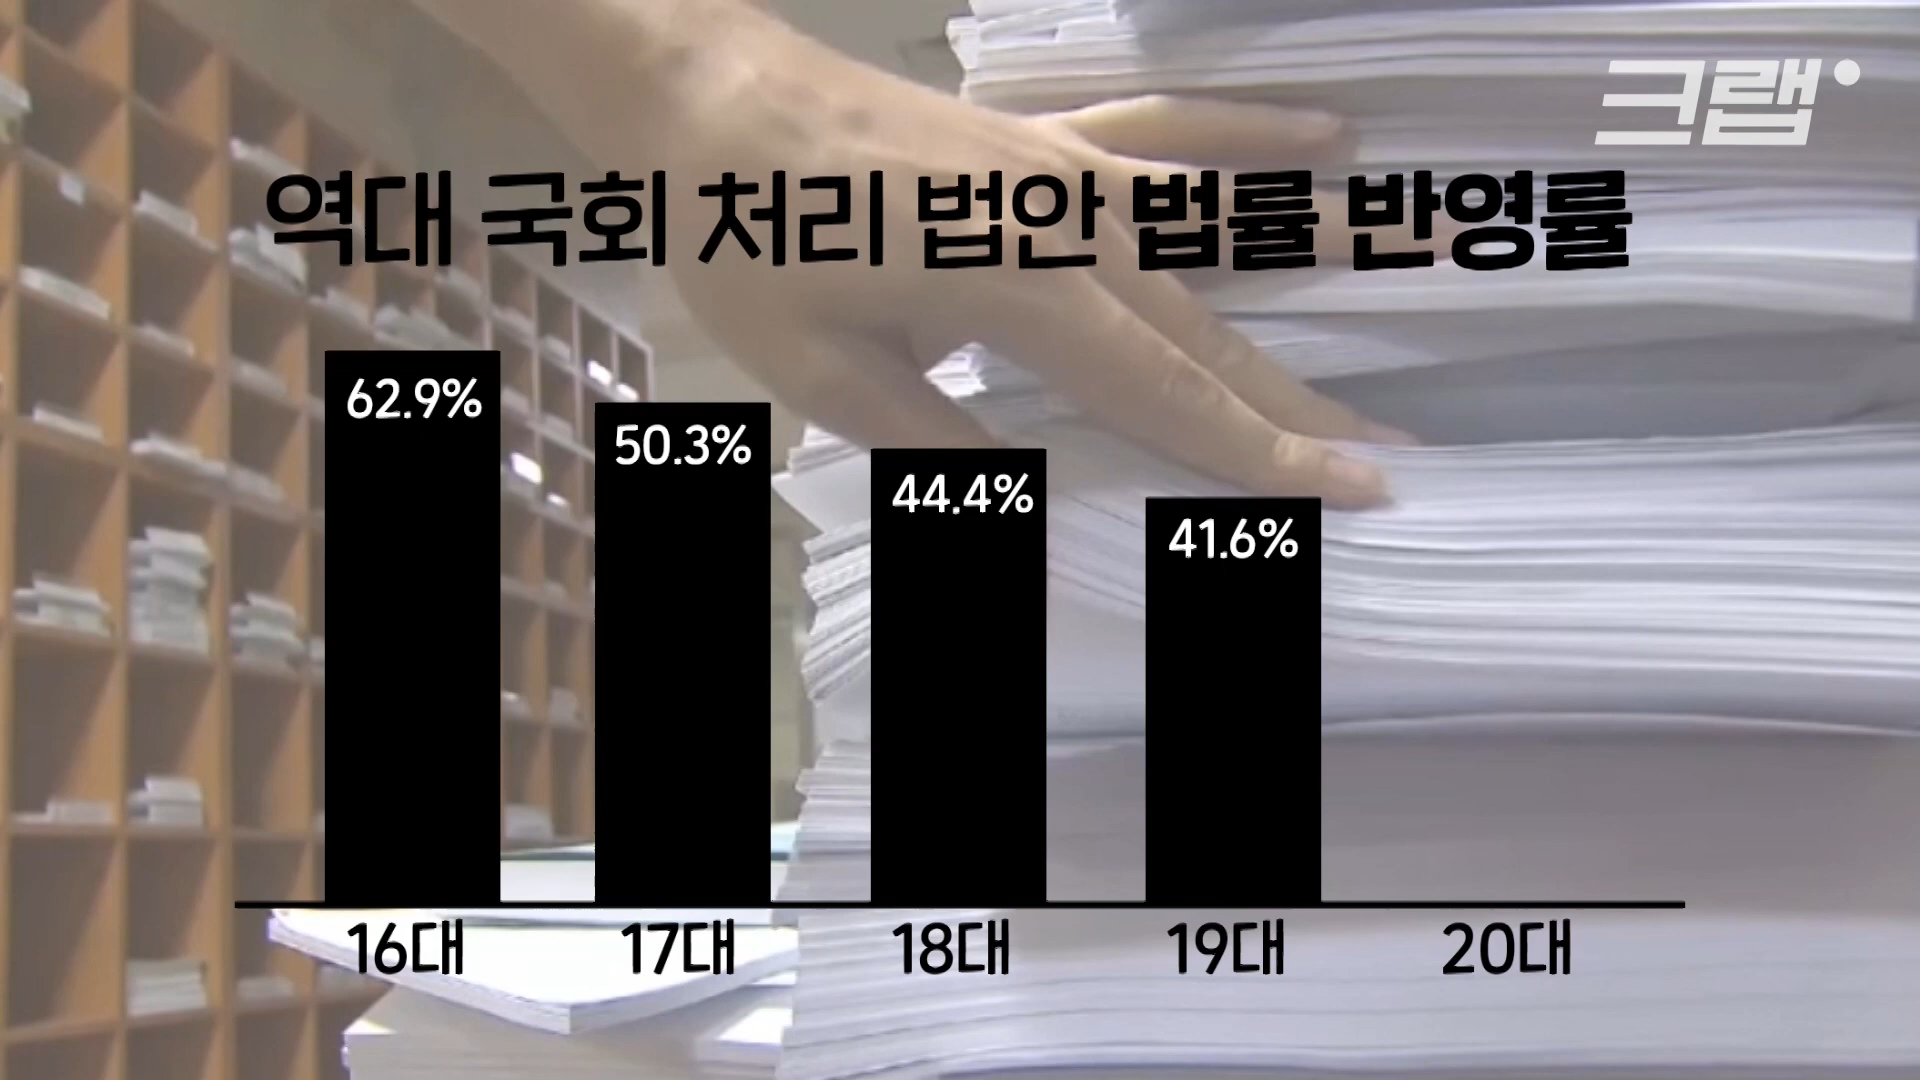 크랩
역대 국회 처리 법안 법률 반영률
62.9%
50.3%
44.4%
41.6%
16대
17대
18대
19대
20대